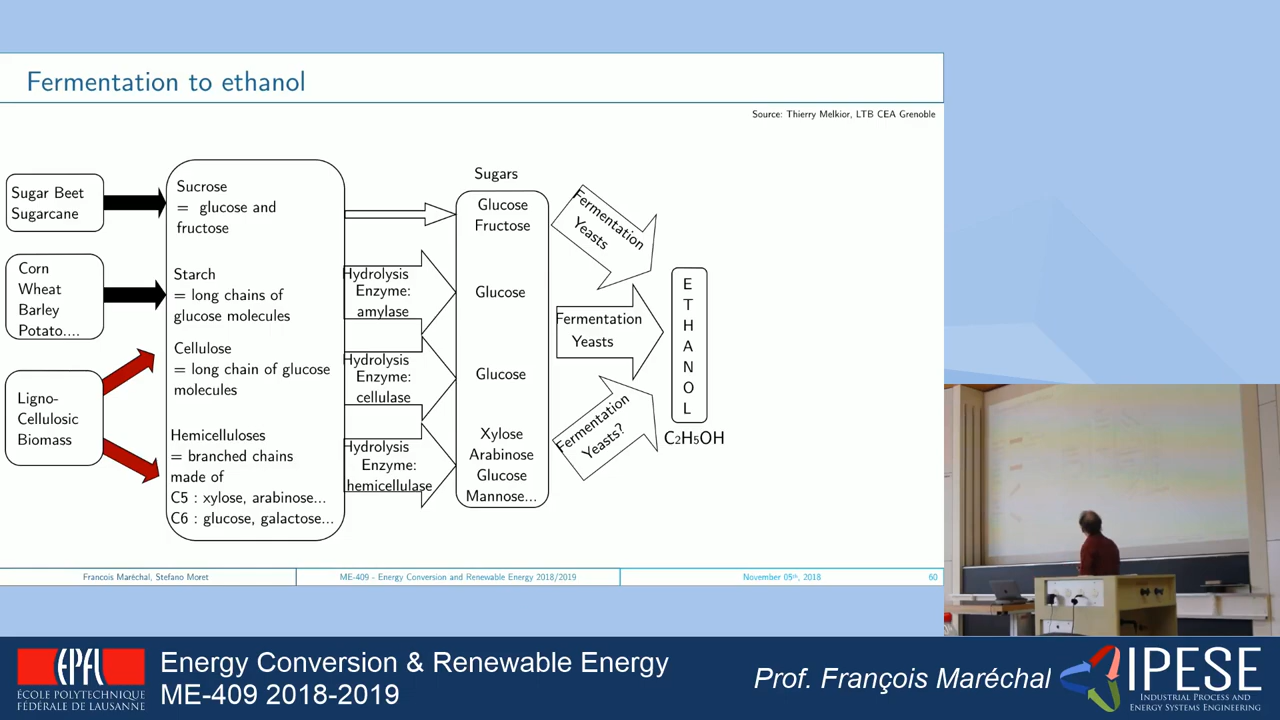 Fermentation to ethanol
Source: Thierry Melkior, LTB CEA Grenoble
Sugar Beet
Sugarcane
Corn
Wheat
Barley
Potato....
Ligno-
Cellulosic
Biomass
Sucrose
= glucose and
fructose
Starch
= long chains of
glucose molecules
Cellulose
= long chain of glucose
molecules
Hemicelluloses
= branched chains
made of
C5 : xylose, arabinose...
C6 : glucose, galactose...
Hydrolysis
Enzyme:
amylase
Hydrolysis
Enzyme:
cellulase
Hydrolysis
Enzyme:
hemicellulase
Sugars
Glucose
Fructose
Glucose
Glucose
Xylose
Arabinose
Glucose
Mannose...
Fermentation
Yeasts
Fermentation
Yeasts
Fermentation
Yeasts?
E
T
H
A
N
O
L
C2H5OH
Francois Maréchal, Stefano Moret
ME-409 - Energy Conversion and Renewable Energy 2018/2019
November 05th, 2018
60
EPFL
ÉCOLE POLYTECHNIQUE
FÉDÉRALE DE LAUSANNE
Energy Conversion & Renewable Energy
ME-409 2018-2019
Prof. François Maréchal
IPESE
Industrial Process and
Energy Systems Engineering